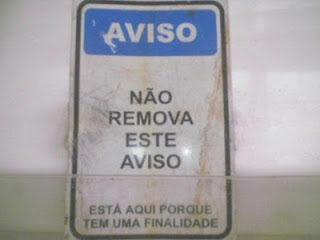 AVISO
NÃO
REMOVA
ESTE
AVISO
ESTÁ AQUI PORQUE
TEM UMA FINALIDADE